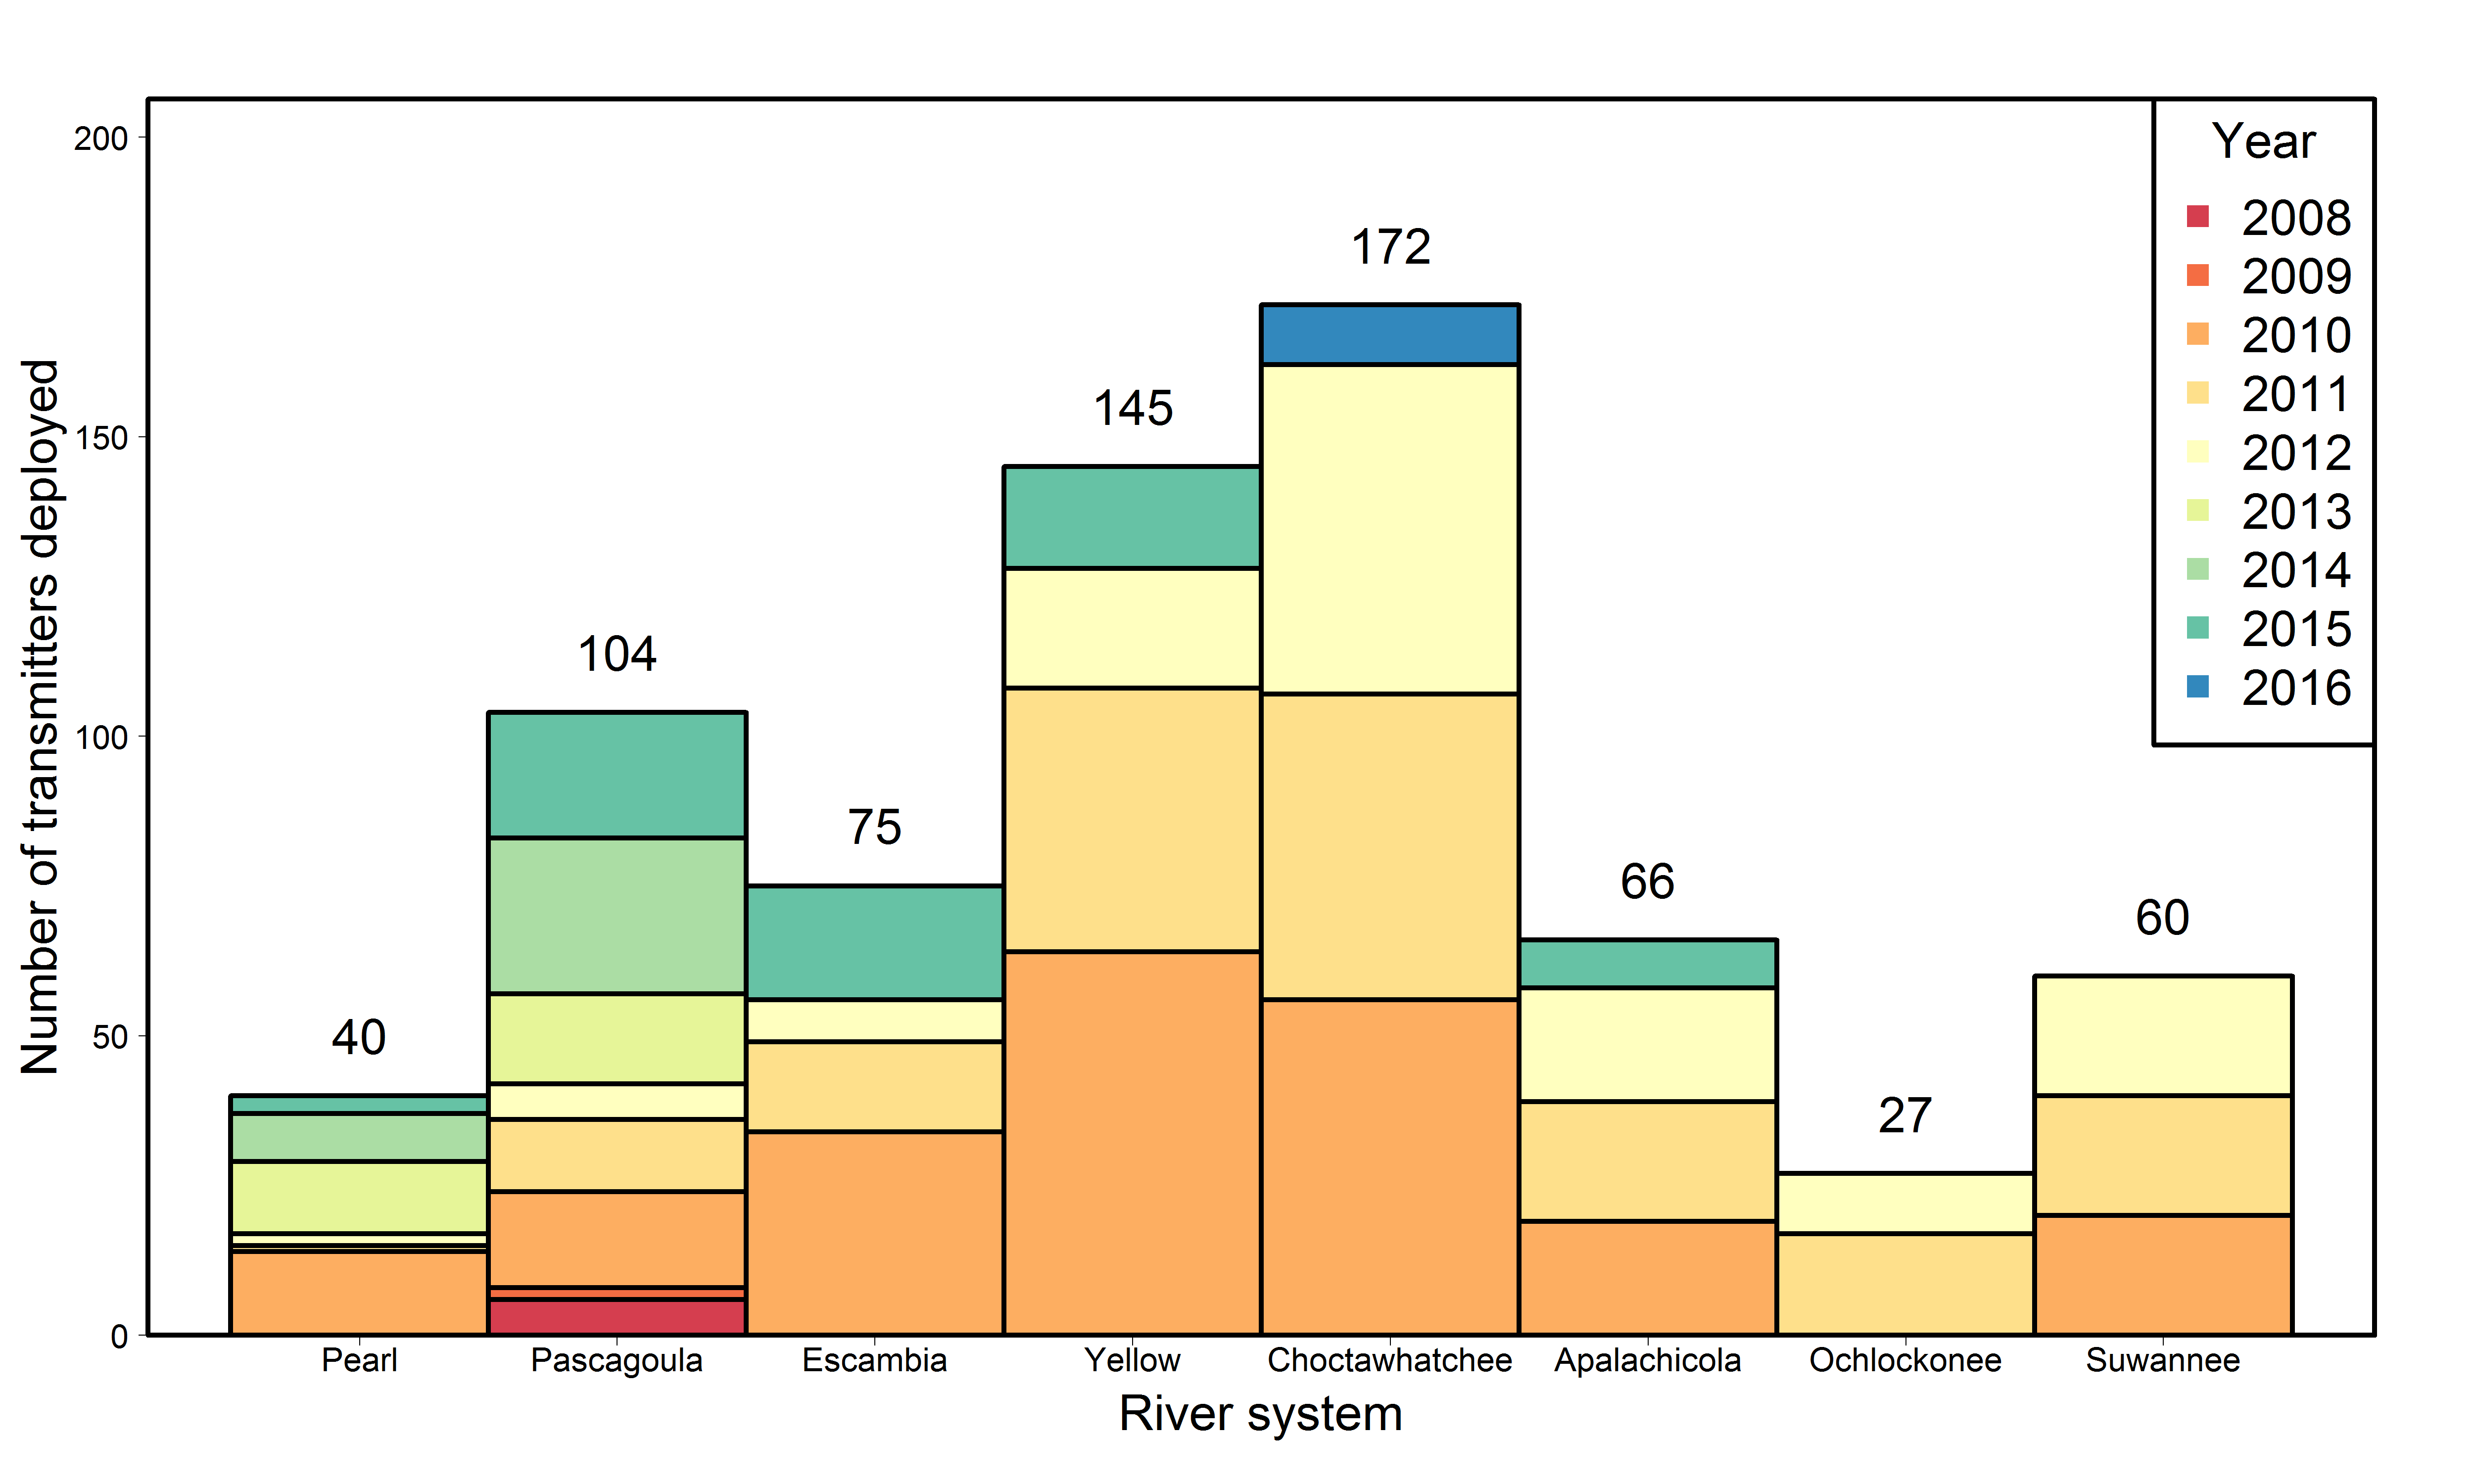 Number of transmitters deployed
200
150
100
50
0
40
104
75
145
172
66
27
60
Year
2008
2009
2010
2011
2012
2013
2014
2015
2016
Pearl
Pascagoula
Escambia
Yellow
Choctawhatchee
Apalachicola
Ochlockonee
Suwannee
River system